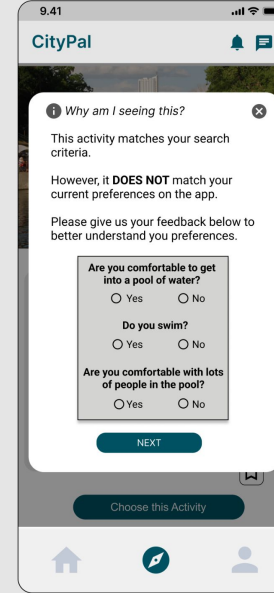 9.41
CityPal
Why am I seeing this?
This activity matches your search
criteria.
However, it DOES NOT match your
current preferences on the app.
Please give us your feedback below to
better understand you preferences.
Are you comfortable to get
into a pool of water?
Yes No
Do you swim?
Yes No
Are you comfortable with lots
of people in the pool?
Yes No
NEXT
Choose this Activity